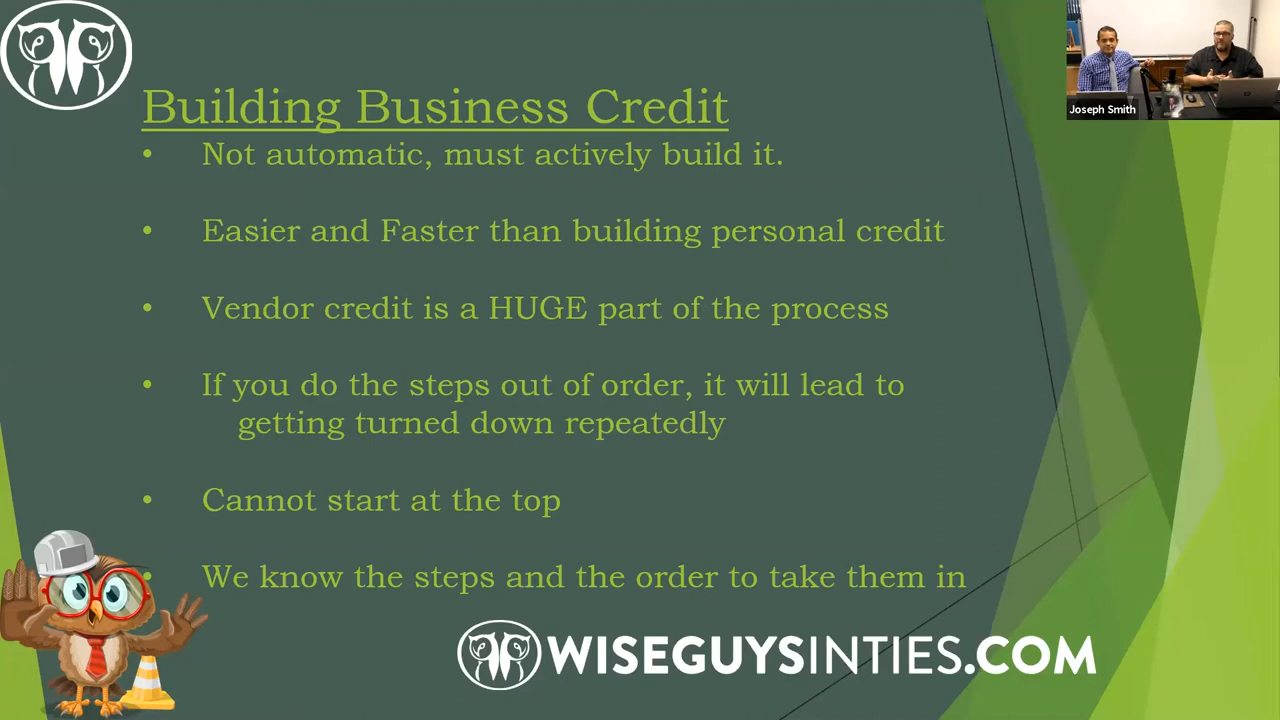 Building Business Credit
• Not automatic, must actively build it.
• Easier and Faster than building personal credit
• Vendor credit is a HUGE part of the process
• If you do the steps out of order, it will lead to
getting turned down repeatedly
• Cannot start at the top
• We know the steps and the order to take them in
WISEGUYSINTIES.COM
Joseph Smith